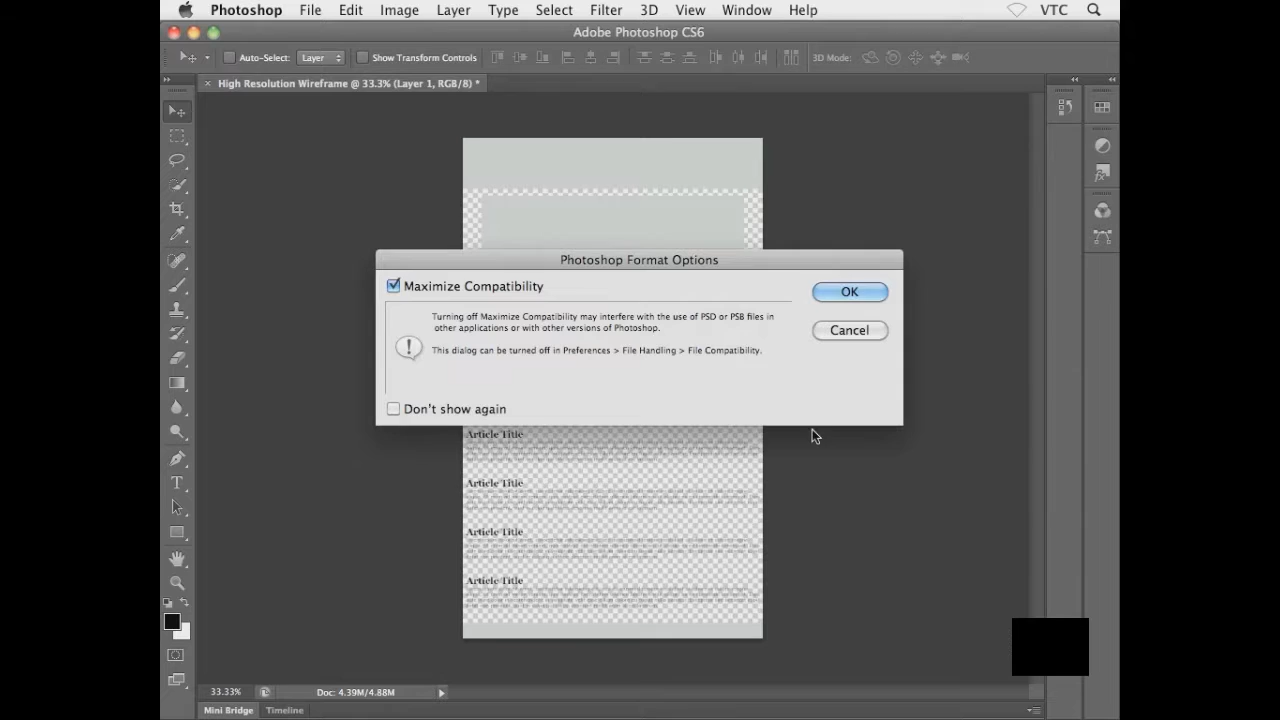 Photoshop File Edit Image Layer Type Select Filter 3D View Window Help VTC
Adobe Photoshop CS6
Auto-Select: Layer Show Transform Controls 3D Mode:
High Resolution Wireframe @ 33.3% (Layer 1, RGB/8) *
Photoshop Format Options
Maximize Compatibility
OK
Turning off Maximize Compatibility may interfere with the use of PSD or PSB files in
other applications or with other versions of Photoshop.
Cancel
This dialog can be turned off in Preferences > File Handling > File Compatibility.
Don't show again
Article Title
Article Title
Article Title
Article Title
33.33% Doc: 4.39M/4.88M
Mini Bridge Timeline